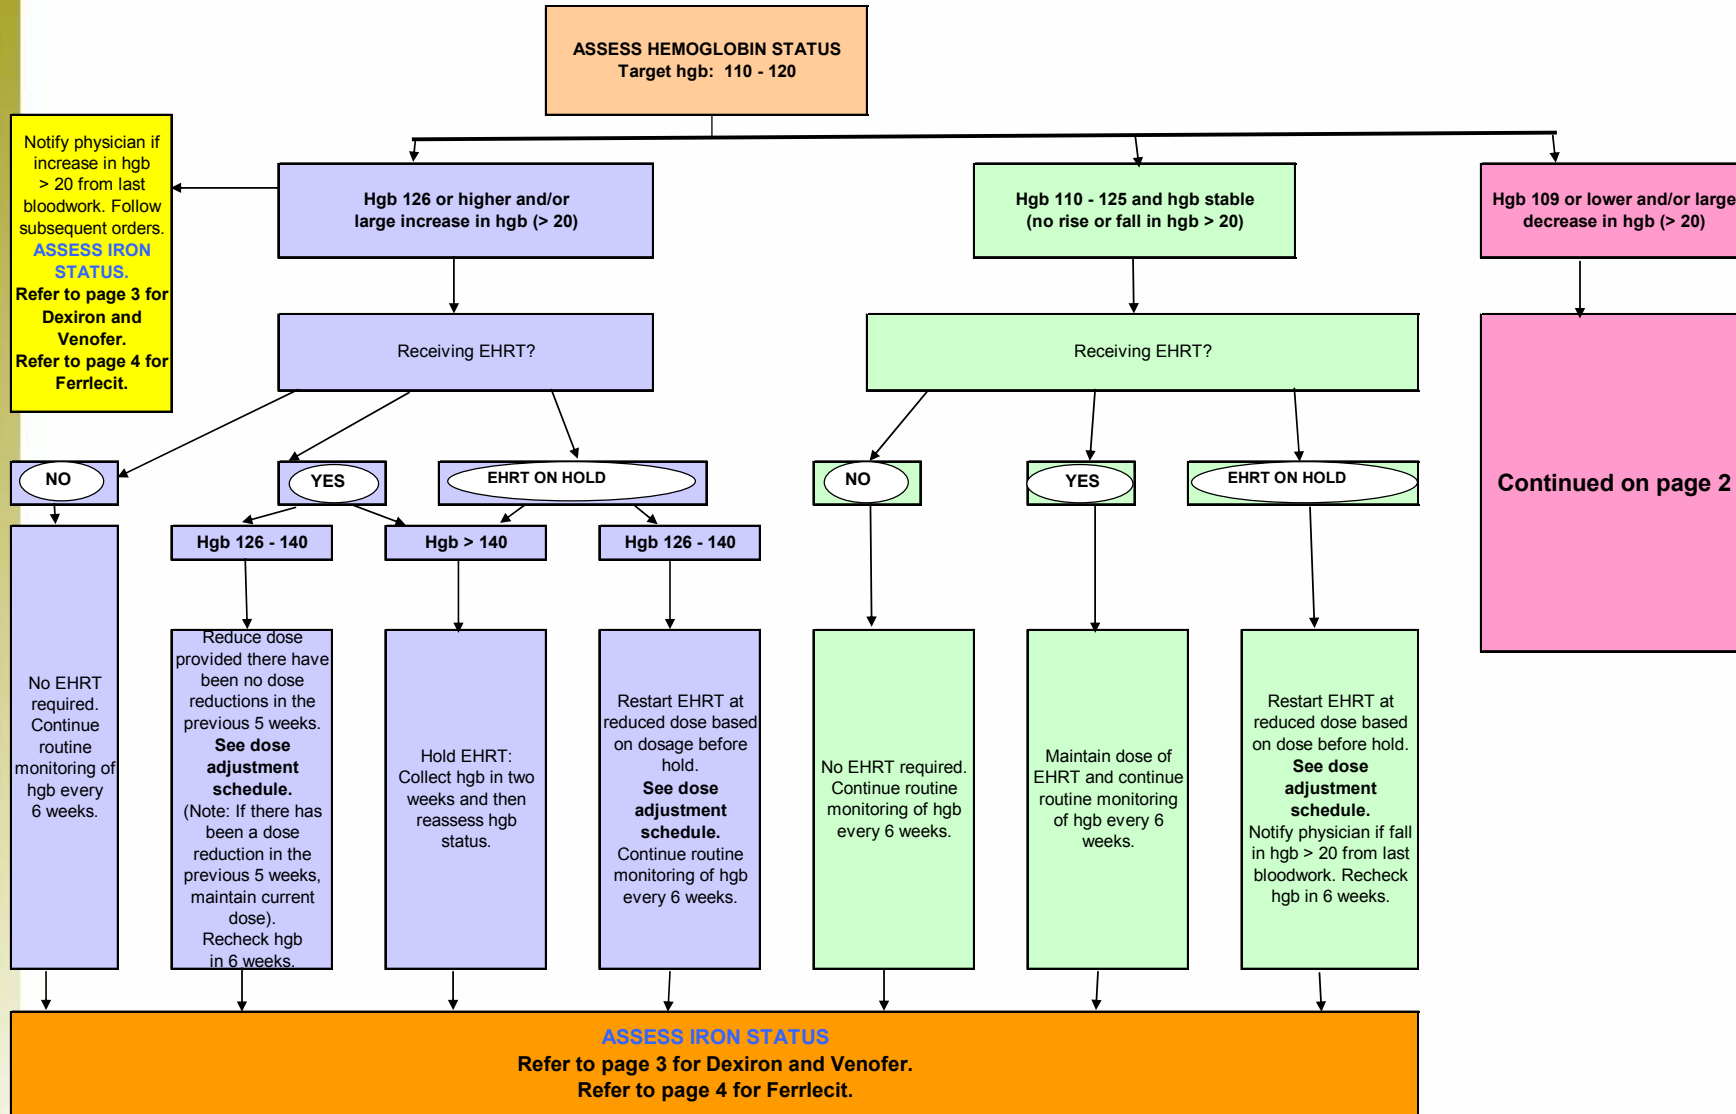 ASSESS HEMOGLOBIN STATUS
Target hgb: 110 - 120
Notify physician if
increase in hgb
> 20 from last
bloodwork. Follow
subsequent orders.
ASSESS IRON
STATUS.
Refer to page 3 for
Dexiron and
Venofer.
Refer to page 4 for
Ferrlecit.
Hgb 126 or higher and/or
large increase in hgb (> 20)
Hgb 110 - 125 and hgb stable
(no rise or fall in hgb > 20)
Hgb 109 or lower and/or large
decrease in hgb (> 20)
Receiving EHRT?
Receiving EHRT?
Continued on page 2
NO
YES
EHRT ON HOLD
NO
YES
EHRT ON HOLD
Hgb 126 - 140
Hgb > 140
Hgb 126 - 140
No EHRT
required.
Continue
routine
monitoring of
hgb every
6 weeks.
Reduce dose
provided there have
been no dose
reductions in the
previous 5 weeks.
See dose
adjustment
schedule.
(Note: If there has
been a dose
reduction in the
previous 5 weeks,
maintain current
dose).
Recheck hgb
in 6 weeks.
Hold EHRT:
Collect hgb in two
weeks and then
reassess hgb
status.
Restart EHRT at
reduced dose based
on dosage before
hold.
See dose
adjustment
schedule.
Continue routine
monitoring of hgb
every 6 weeks.
No EHRT required.
Continue routine
monitoring of hgb
every 6 weeks.
Maintain dose of
EHRT and continue
routine monitoring
of hgb every 6
weeks.
Restart EHRT at
reduced dose based
on dose before hold.
See dose
adjustment
schedule.
Notify physician if fall
in hgb > 20 from last
bloodwork. Recheck
hgb in 6 weeks.
ASSESS IRON STATUS
Refer to page 3 for Dexiron and Venofer.
Refer to page 4 for Ferrlecit.